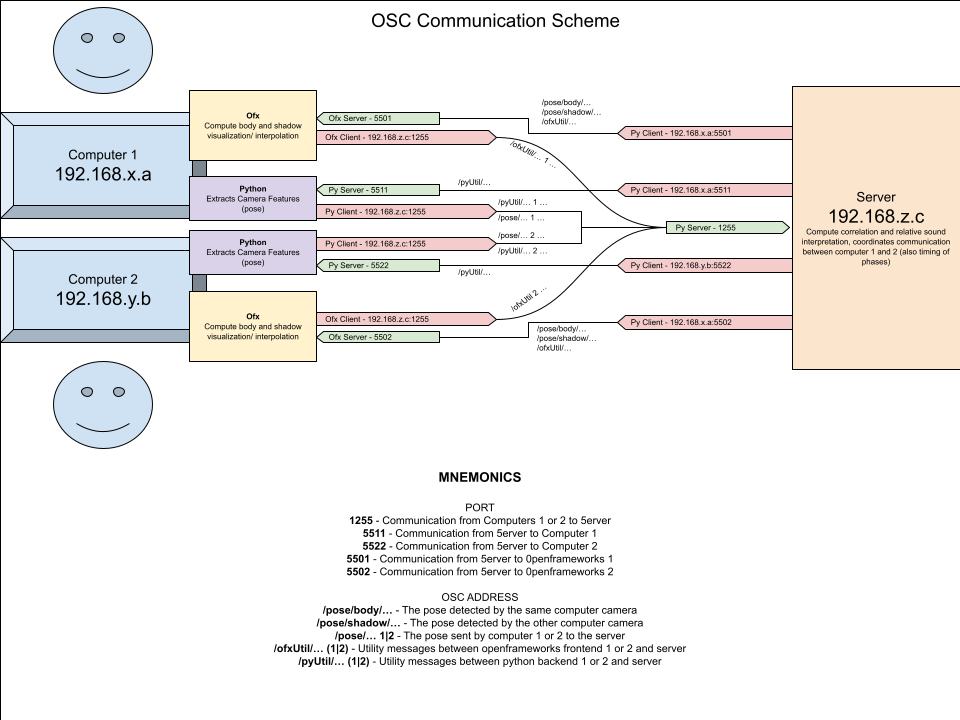 OSC Communication Scheme
Ofx
Compute body and shadow
visualization/ interpolation
Computer 1
192.168.x.a
Python
Extracts Camera Features
(pose)
Ofx Server - 5501
Ofx Client - 192.168.z.c:1255
Py Server - 5511
Py Client - 192.168.z.c:1255
/pose/body/…
/pose/shadow/…
/ofxUtil/…
/ofxUtil/… 1 …
/pyUtil/…
/pyUtil/… 1 …
/pose/… 1 …
Py Client - 192.168.x.a:5501
Py Client - 192.168.x.a:5511
Py Server - 1255
Server
192.168.z.c
Compute correlation and relative sound
interpretation, coordinates communication
between computer 1 and 2 (also timing of
phases)
Python
Extracts Camera Features
(pose)
Computer 2
192.168.y.b
Ofx
Compute body and shadow
visualization/ interpolation
Py Client - 192.168.z.c:1255
Py Server - 5522
Ofx Client - 192.168.z.c:1255
Ofx Server - 5502
/pose/… 2 …
/pyUtil/… 2 …
/pyUtil/…
/ofxUtil 2 …
/pose/body/…
/pose/shadow/…
/ofxUtil/…
Py Client - 192.168.y.b:5522
Py Client - 192.168.x.a:5502
MNEMONICS
PORT
1255 - Communication from Computers 1 or 2 to 5erver
5511 - Communication from 5erver to Computer 1
5522 - Communication from 5erver to Computer 2
5501 - Communication from 5erver to 0penframeworks 1
5502 - Communication from 5erver to 0penframeworks 2
OSC ADDRESS
/pose/body/… - The pose detected by the same computer camera
/pose/shadow/… - The pose detected by the other computer camera
/pose/… 1|2 - The pose sent by computer 1 or 2 to the server
/ofxUtil/… (1|2) - Utility messages between openframeworks frontend 1 or 2 and server
/pyUtil/… (1|2) - Utility messages between python backend 1 or 2 and server